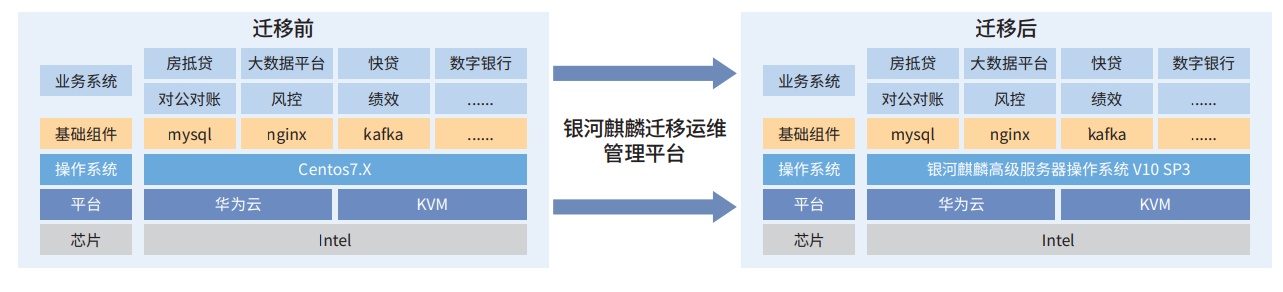 迁移前
业务系统
房抵贷 大数据平台 快贷 数字银行
对公对账 风控 绩效 ......
基础组件 mysql nginx kafka ......
操作系统 Centos7.X
平台 华为云 KVM
芯片 Intel
银河麒麟迁移运维
管理平台
迁移后
业务系统
房抵贷 大数据平台 快贷 数字银行
对公对账 风控 绩效 ......
基础组件 mysql nginx kafka ......
操作系统 银河麒麟高级服务器操作系统 V10 SP3
平台 华为云 KVM
芯片 Intel